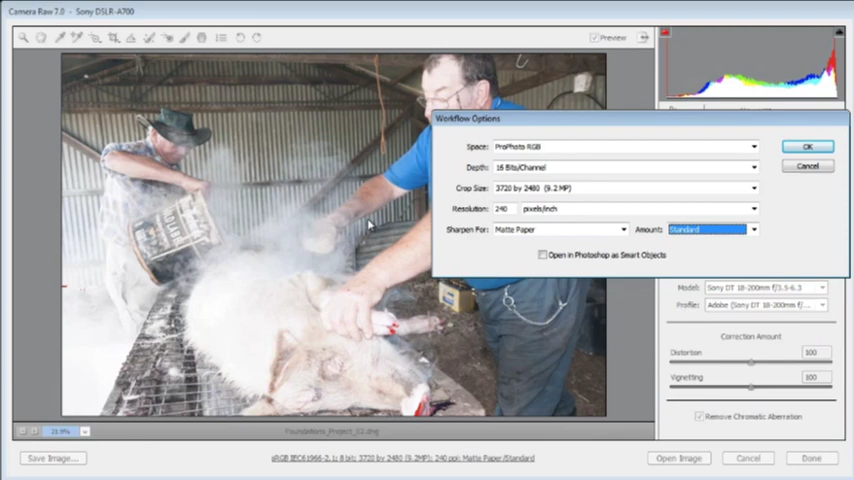 Camera Raw 7.0 - Sony DSLR-A700
Preview
Workflow Options
Space: ProPhoto RGB
OK
Depth: 16 Bits/Channel
Cancel
Crop Size: 3720 by 2480 (9.2 MP)
Resolution: 240 pixels/inch
Sharpen For: Matte Paper Amount: Standard
Open in Photoshop as Smart Objects
Model: Sony DT 18-200mm f/3.5-6.3
Profile: Adobe (Sony DT 18-200mm f/...
Correction Amount
Distortion 100
Vignetting 100
Remove Chromatic Aberration
21.9% Foundations_Project_02.dng
Save Image... sRGB IEC61966-2.1; 8 bit; 3720 by 2480 (9.2MP); 240 ppi; Matte Paper/Standard Open Image Cancel Done